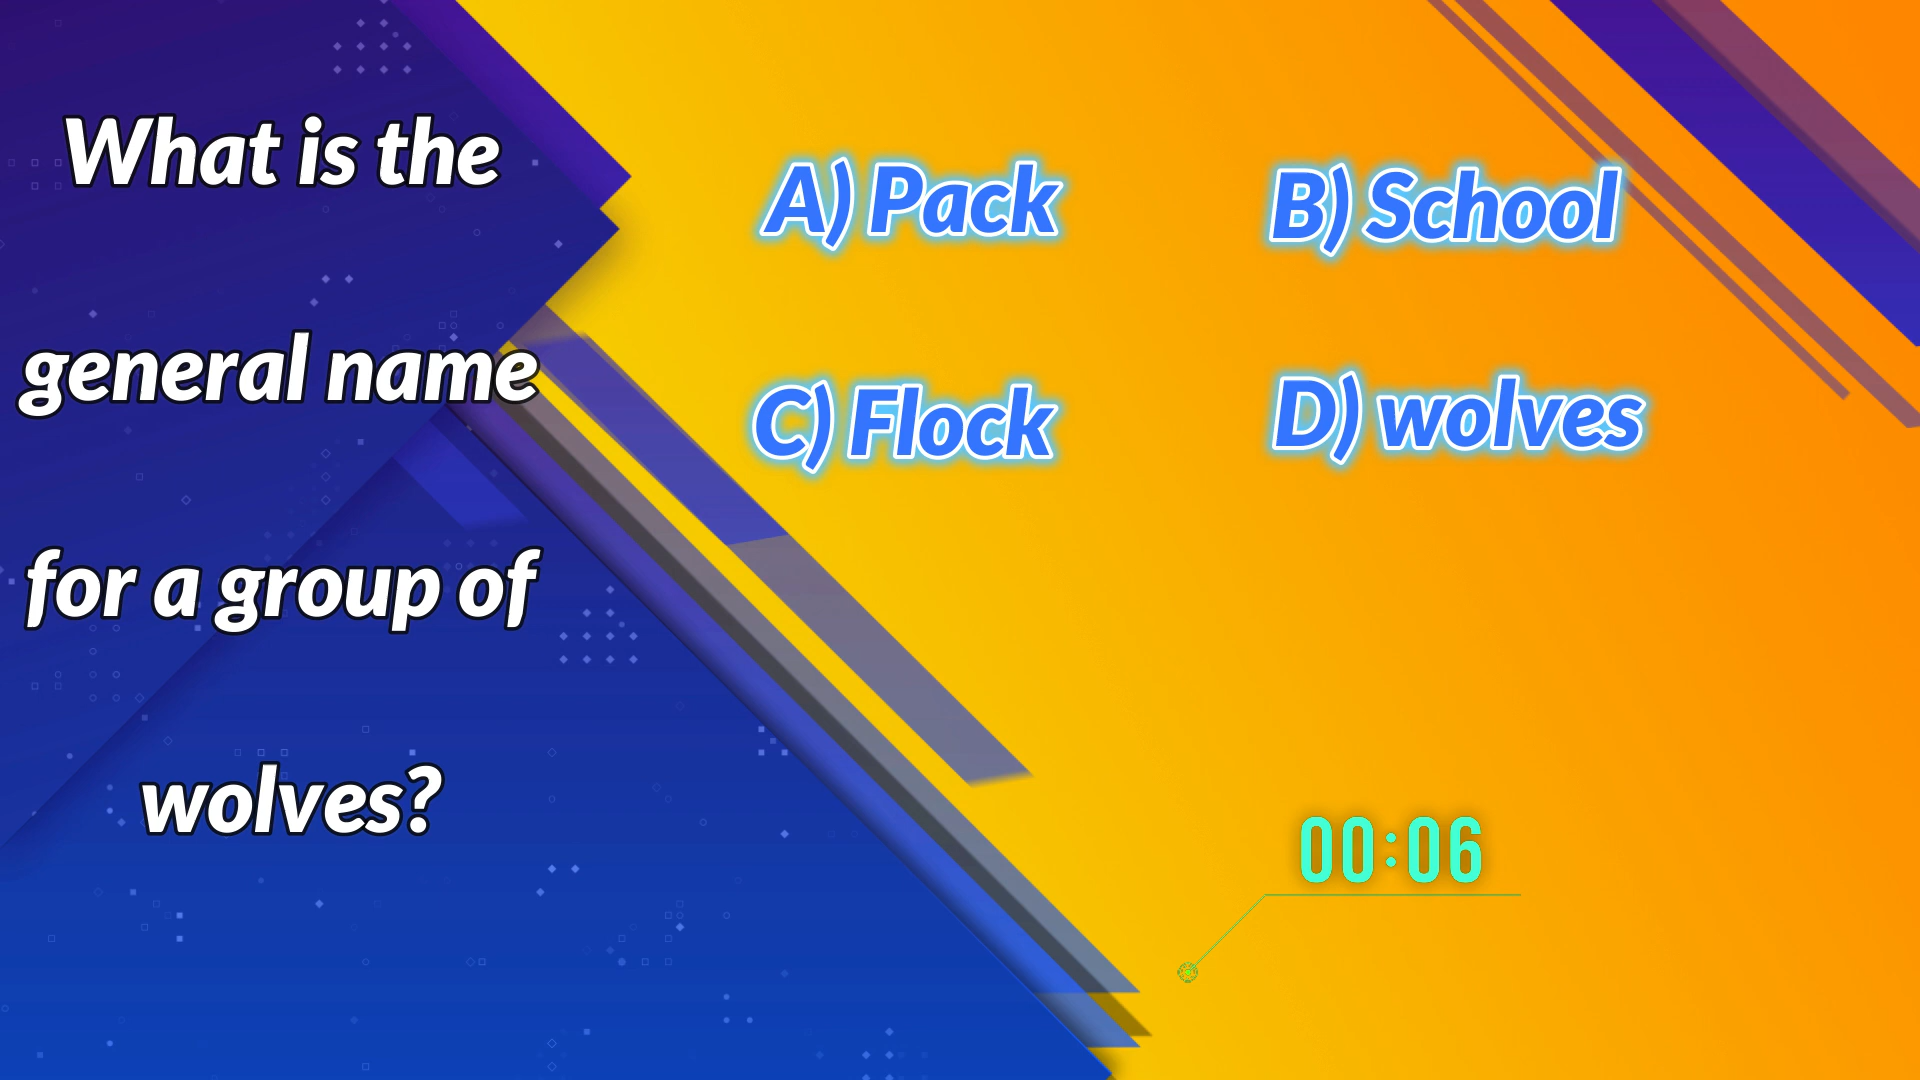 What is the
general name
for a group of
wolves?
A) Pack
B) School
C) Flock
D) wolves
00:06